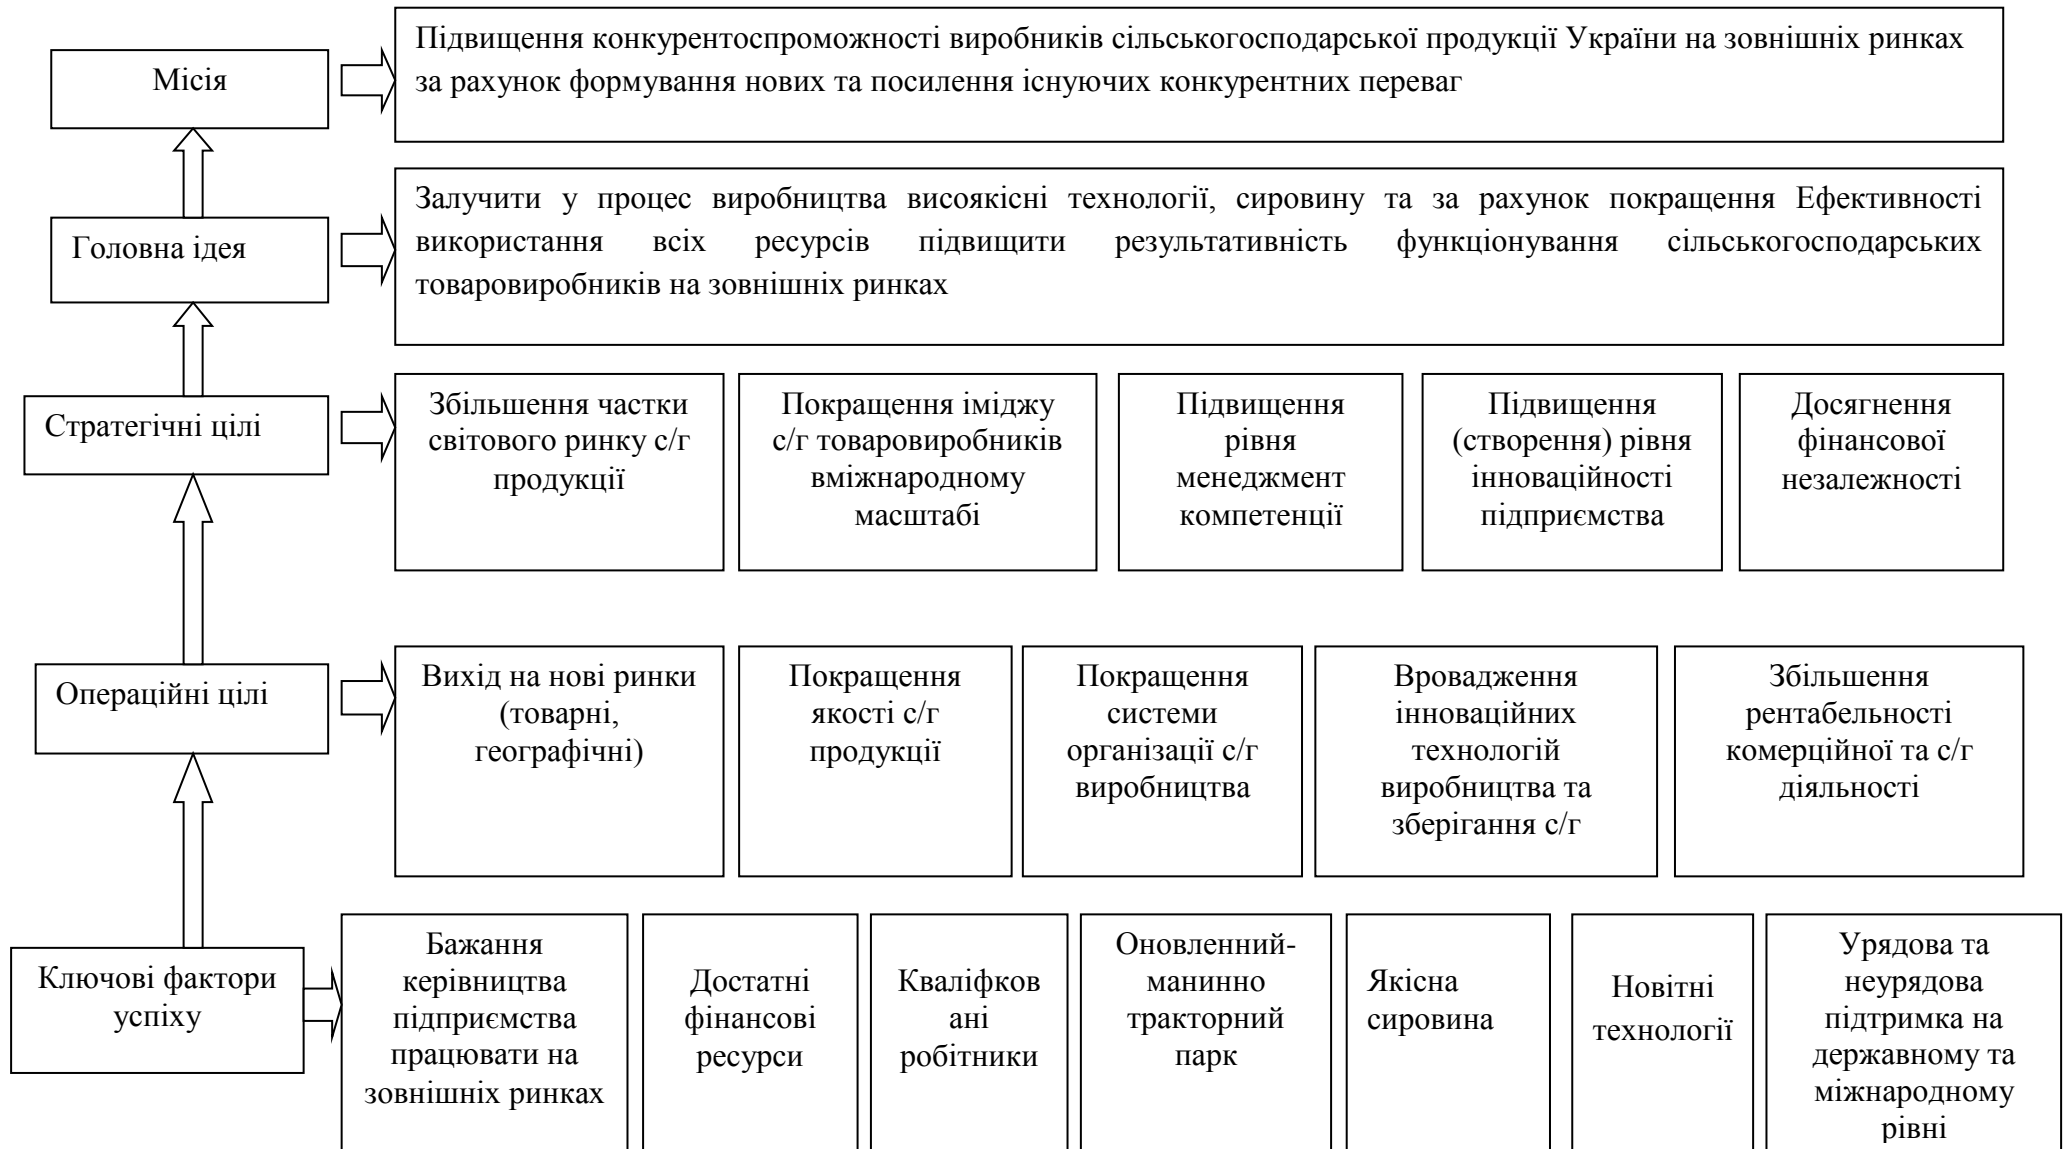 Місія
Підвищення конкурентоспроможності виробників сільськогосподарської продукції України на зовнішніх ринках
за рахунок формування нових та посилення існуючих конкурентних переваг
Головна ідея
Залучити у процес виробництва висоякісні технології, сировину та за рахунок покращення Ефективності
використання всіх ресурсів підвищити результативність функціонування сільськогосподарських
товаровиробників на зовнішніх ринках
Стратегічні цілі
Збільшення частки
світового ринку с/г
продукції
Покращення іміджу
с/г товаровиробників
вміжнародному
масштабі
Підвищення
рівня
менеджмент
компетенції
Підвищення
(створення) рівня
інноваційності
підприємства
Досягнення
фінансової
незалежності
Операційні цілі
Вихід на нові ринки
(товарні,
географічні)
Покращення
якості с/г
продукції
Покращення
системи
організації с/г
виробництва
Вровадження
інноваційних
технологій
виробництва та
зберігання с/г
Збільшення
рентабельності
комерційної та с/г
діяльності
Ключові фактори
успіху
Бажання
керівництва
підприємства
працювати на
зовнішніх ринках
Достатні
фінансові
ресурси
Кваліфков
ані
робітники
Оновленний-
манинно
тракторний
парк
Якісна
сировина
Новітні
технології
Урядова та
неурядова
підтримка на
державному та
міжнародному
рівні